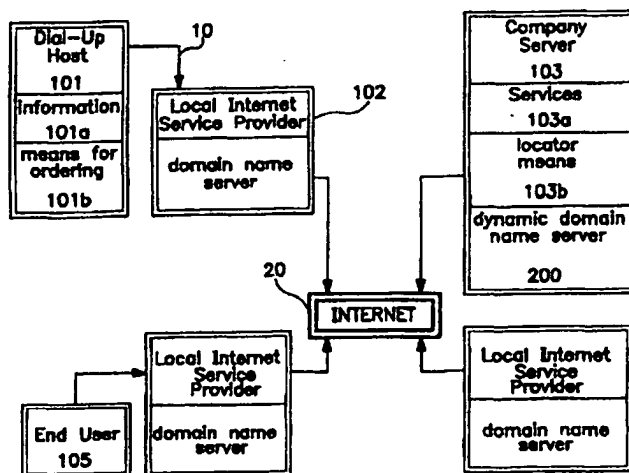 Dial-Up
Host
101
information
101a
means for
ordering
101b
10
Local Internet
Service Provider
domain name
server
102
Company
Server
103
Services
103a
locator
means
103b
dynamic domain
name server
200
20
INTERNET
Local Internet
Service
Provider
domain name
server
End User
105
Local Internet
Service
Provider
domain name
server